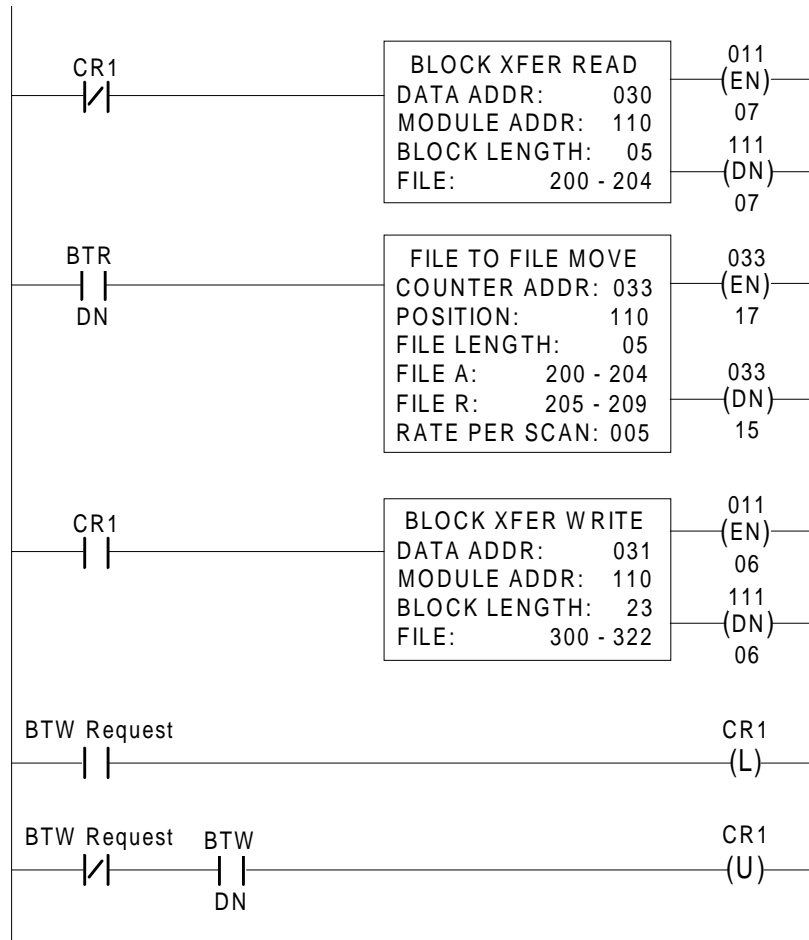 CR1
BLOCK XFER READ
DATA ADDR: 030
MODULE ADDR: 110
BLOCK LENGTH: 05
FILE: 200 - 204
011
(EN)
07
111
(DN)
07
BTR
DN
FILE TO FILE MOVE
COUNTER ADDR: 033
POSITION: 110
FILE LENGTH: 05
FILE A: 200 - 204
FILE R: 205 - 209
RATE PER SCAN: 005
033
(EN)
17
033
(DN)
15
CR1
BLOCK XFER WRITE
DATA ADDR: 031
MODULE ADDR: 110
BLOCK LENGTH: 23
FILE: 300 - 322
011
(EN)
06
111
(DN)
06
BTW Request
CR1
(L)
BTW Request
BTW
DN
CR1
(U)